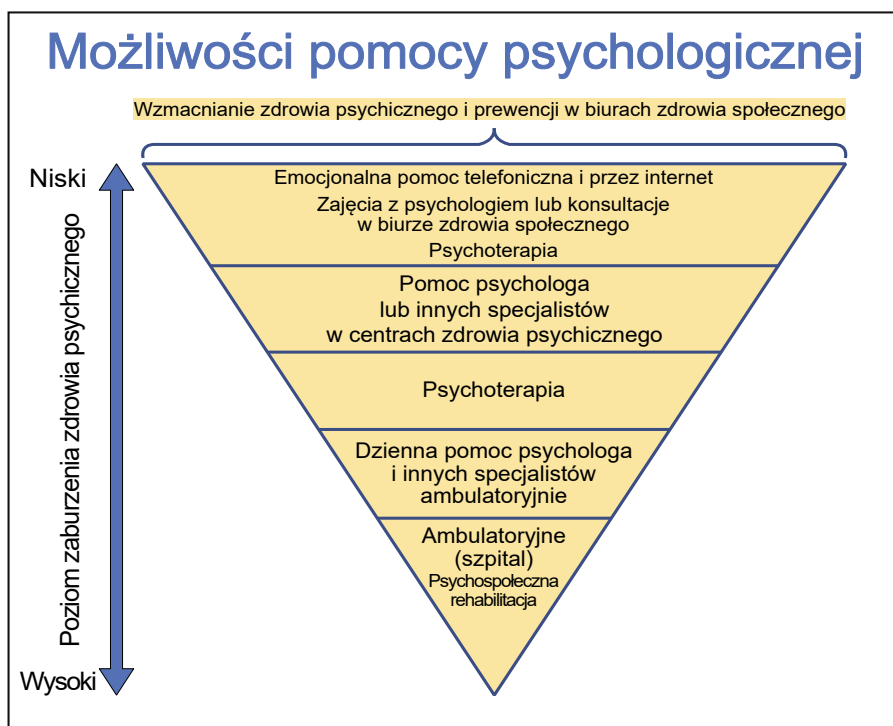 Możliwości pomocy psychologicznej
Wzmacnianie zdrowia psychicznego i prewencji w biurach zdrowia społecznego
Niski
Emocjonalna pomoc telefoniczna i przez internet
Zajęcia z psychologiem lub konsultacje
w biurze zdrowia społecznego
Psychoterapia
Pomoc psychologa
lub innych specjalistów
w centrach zdrowia psychicznego
Psychoterapia
Dzienna pomoc psychologa
i innych specjalistów
ambulatoryjnie
Ambulatoryjne
(szpital)
Psychospołeczna
rehabilitacja
Poziom zaburzenia zdrowia psychicznego
Wysoki